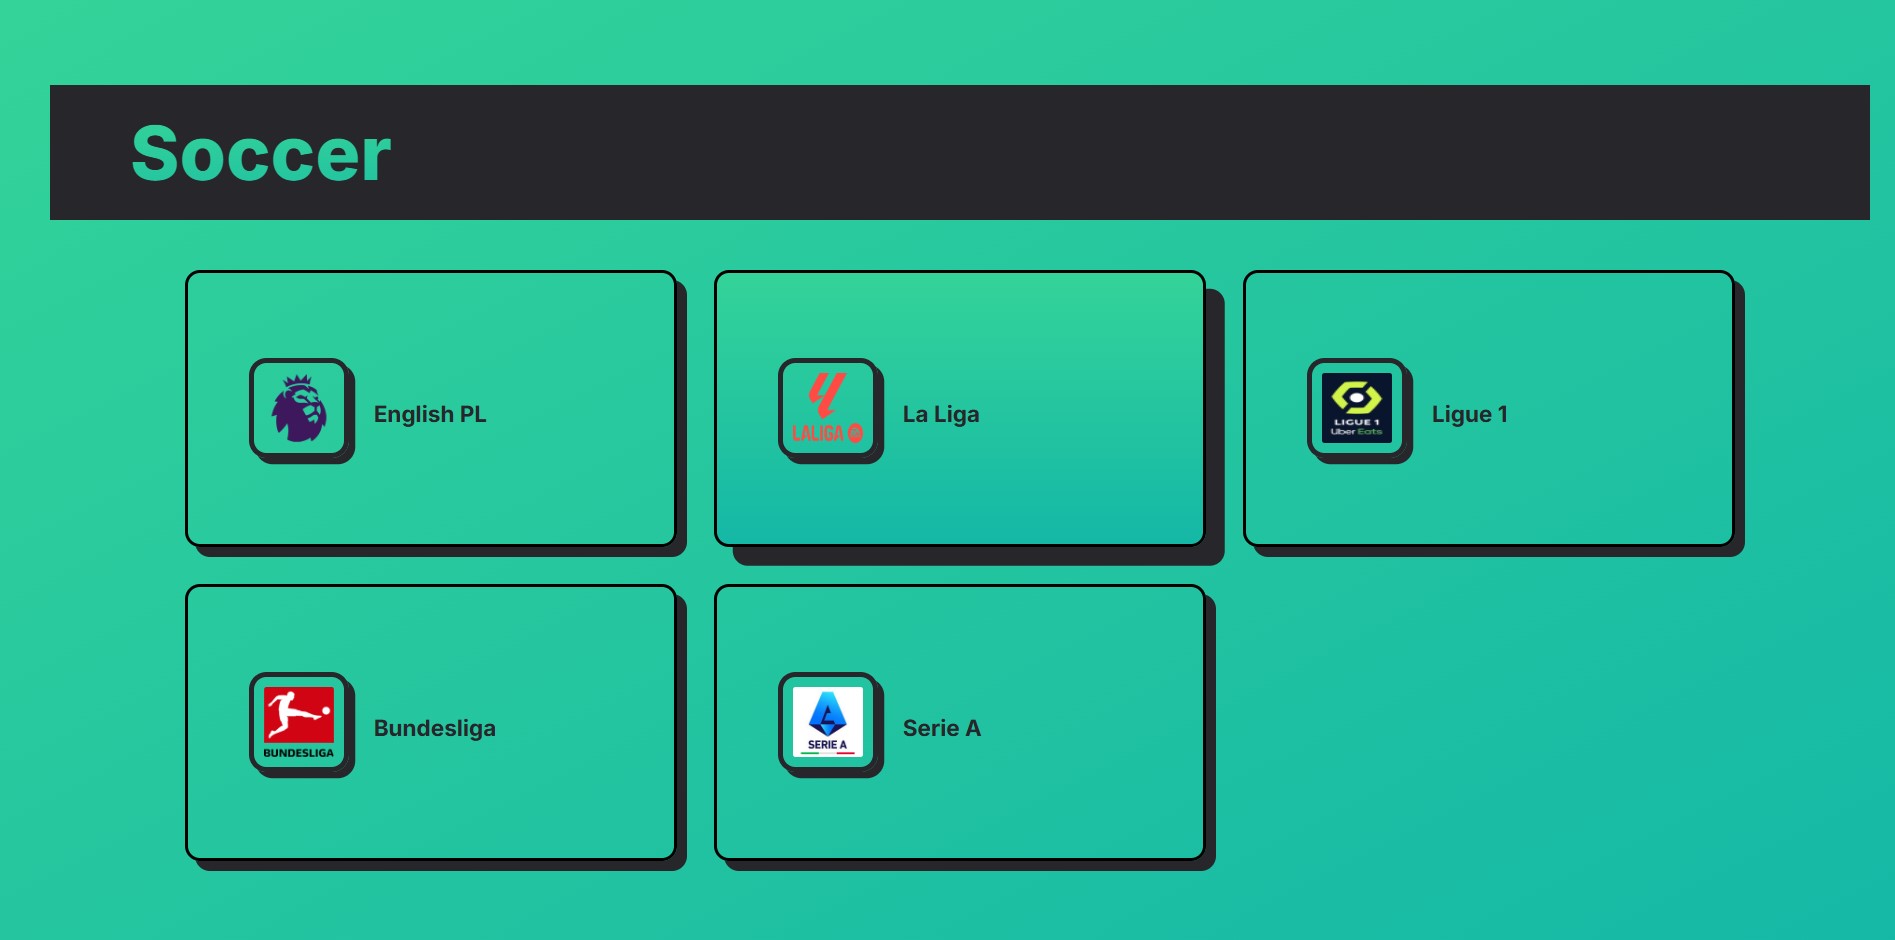 Soccer
English PL
LALIGA
La Liga
LIGUE 1
Uber Eats
Ligue 1
BUNDESLIGA
Bundesliga
SERIE A
Serie A